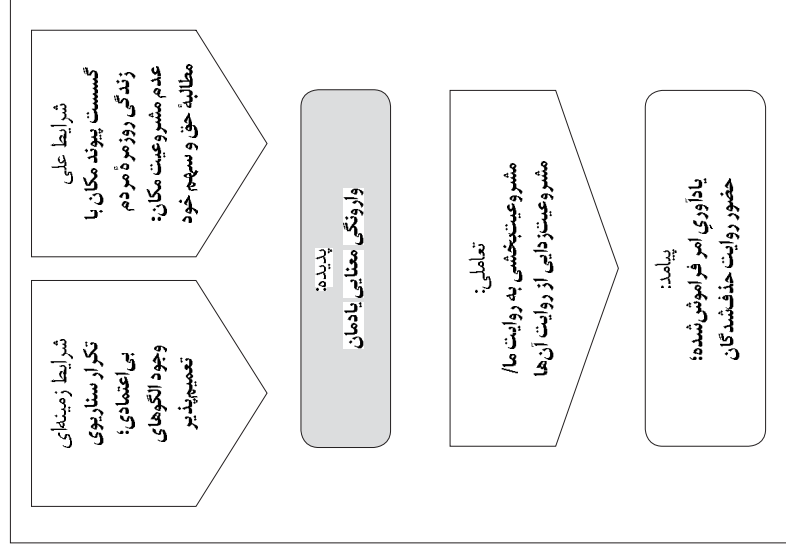 شرایط علی
گسست پیوند مکان با
زندگی روزمرهٔ مردم
عدم مشروعیت مکان:
مطالبهٔ حق و سهم خود
شرایط زمینه‌ای
تکرار سناریوی
بی‌اعتمادی؛
وجود الگوهای
تعمیم‌پذیر
پدیده:
وارونگی معنایی یادمان
تعاملی:
مشروعیت‌بخشی به روایت ما/
مشروعیت‌زدایی از روایت آن‌ها
پیامد:
یادآوریِ امر فراموش‌شده؛
حضور روایت حذف‌شدگان